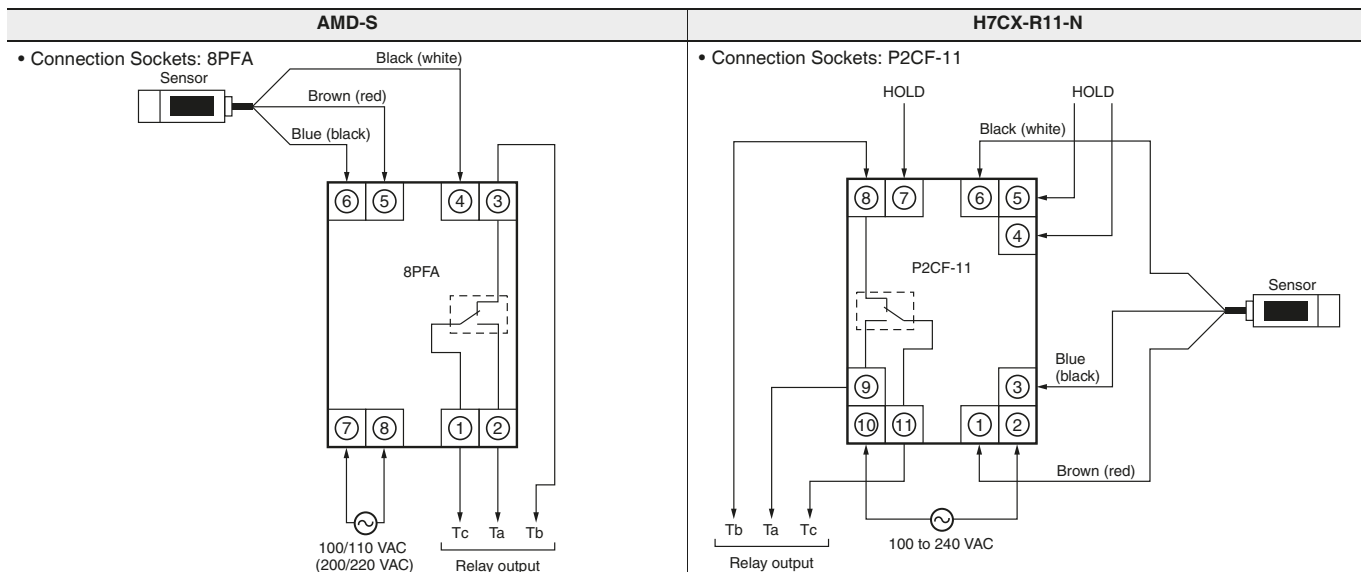 AMD-S
• Connection Sockets: 8PFA
Sensor
Black (white)
Brown (red)
Blue (black)
6 5 4 3
8PFA
7 8 1 2
Tc Ta Tb
100/110 VAC
(200/220 VAC)
Relay output
H7CX-R11-N
• Connection Sockets: P2CF-11
HOLD HOLD
Black (white)
8 7 6 5
4
P2CF-11
Sensor
Blue
(black)
9 3
10 11 1 2
Brown (red)
Tb Ta Tc
100 to 240 VAC
Relay output